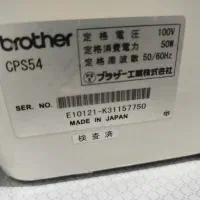 brother
CPS54
定格電圧 100V
定格消費電力 50W
定格周波数 50/60Hz
ブラザー工業株式会社
SER. NO.
E10121-K31157750
MADE IN JAPAN
検査済